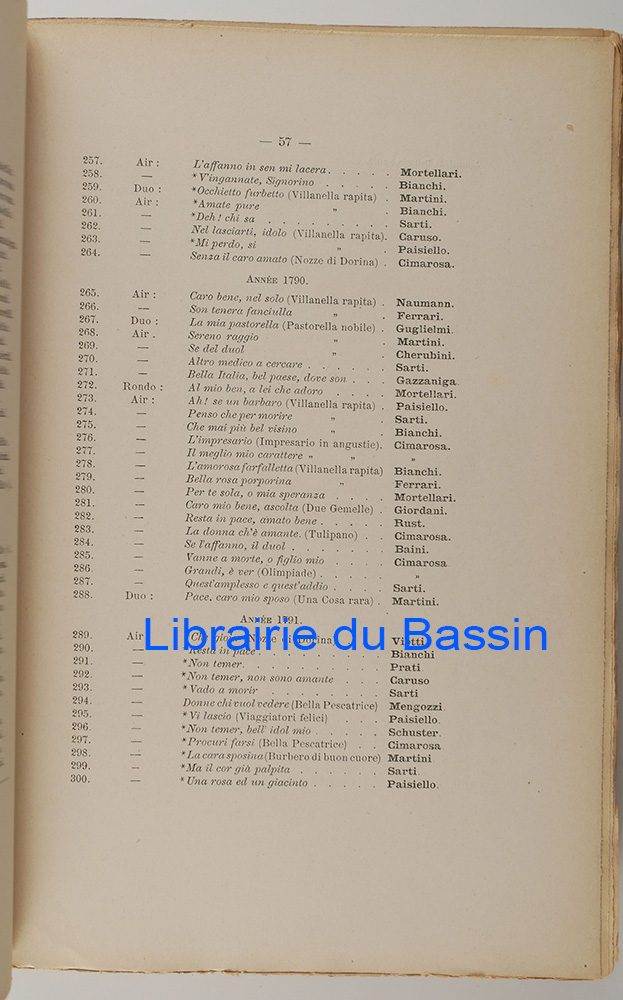 — 57 —
257. Air : L'affanno in sen mi lacera . . . . . Mortellari.
258. — *V'ingannate, Signorino . . . . . Bianchi.
259. Duo : *Occhietto furbetto (Villanella rapita) . Martini.
260. Air : *Amate pure „ . Bianchi.
261. — *Deh ! chi sa . . . . . . . . . Sarti.
262. — Nel lasciarti, idolo (Villanella rapita). Caruso.
263. — *Mi perdo, si „ . Paisiello.
264. — Senza il caro amato (Nozze di Dorina) . Cimarosa.
ANNÉE 1790.
265. Air : Caro bene, nel solo (Villanella rapita) . Naumann.
266. — Son tenera fanciulla „ . Ferrari.
267. Duo : La mia pastorella (Pastorella nobile) . Guglielmi.
268. Air . Sereno raggio „ . Martini.
269. — Se del duol „ . Cherubini.
270. — Altro medico a cercare . . . . . . Sarti.
271. — Bella Italia, bel paese, dove son . . . Gazzaniga.
272. Rondo : Al mio ben, a lei che adoro . . . . Mortellari.
273. Air : Ah! se un barbaro (Villanella rapita) . Paisiello.
274. — Penso che per morire „ . Sarti.
275. — Che mai più bel visino „ . Bianchi.
276. — L'impresario (Impresario in angustie). Cimarosa.
277. — Il meglio mio carattere „ „ „
278. — L'amorosa farfalletta (Villanella rapita) Bianchi.
279. — Bella rosa porporina „ Ferrari.
280. — Per te sola, o mia speranza . . . . Mortellari.
281. — Caro mio bene, ascolta (Due Gemelle) . Giordani.
282. — Resta in pace, amato bene . . . . . Rust.
283. — La donna ch'è amante. (Tulipano) . . Cimarosa.
284. — Se l'affanno, il duol . . . . . . . Baini.
285. — Vanne a morte, o figlio mio . . . . Cimarosa
286. — Grandi, è ver (Olimpiade) . . . . . „
287. — Quest'amplesso e quest'addio . . . . Sarti.
288. Duo : Pace, caro mio sposo (Una Cosa rara) . Martini.
ANNÉE 1791.
Librairie du Bassin
289. Air Che (Nozze di Dorina) Viotti
290. — Resta in pace . . . . . . . . Bianchi
291. — *Non temer. . . . . . . . . . Prati.
292. — *Non temer, non sono amante . . . Caruso
293. — * Vado a morir . . . . . . . . Sarti
294. — Donne chi vuol vedere (Bella Pescatrice) Mengozzi.
295. — * Vi lascio (Viaggiatori felici) . . . Paisiello.
296. — *Non temer, bell' idol mio . . . . . Schuster.
297. — *Procuri farsi (Bella Pescatrice) . . Cimarosa
298. — *La cara sposina (Burbero di buon cuore) Martini
299. — *Ma il cor già palpita . . . . . . Sarti
300. — * Una rosa ed un giacinto . . . . . Paisiello.